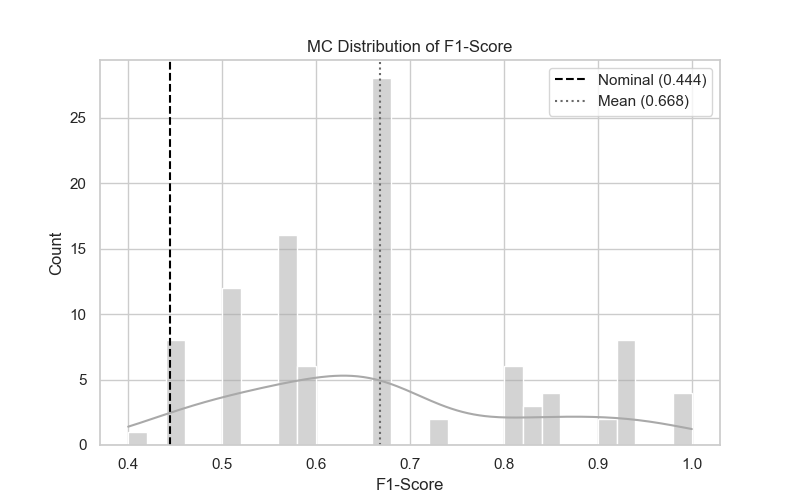 MC Distribution of F1-Score
Nominal (0.444)
Mean (0.668)
Count
25
20
15
10
5
0
0.4 0.5 0.6 0.7 0.8 0.9 1.0
F1-Score